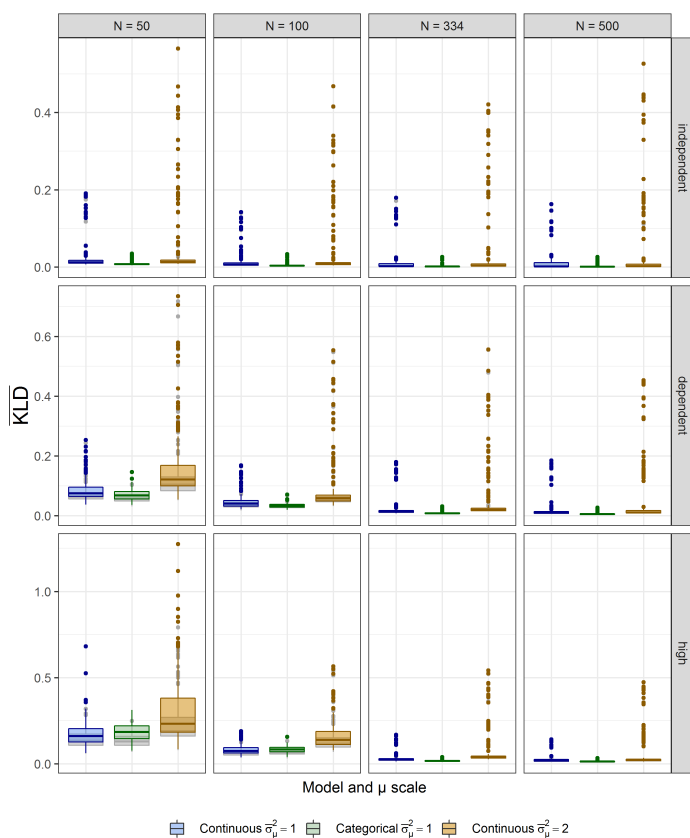 N = 50 N = 100 N = 334 N = 500
0.4
0.2
0.0
independent
0.6
0.4
0.2
0.0
dependent
1.0
0.5
0.0
high
K̅L̅D̅
Model and μ scale
Continuous σ̅²μ = 1 Categorical σ̅²μ = 1 Continuous σ̅²μ = 2